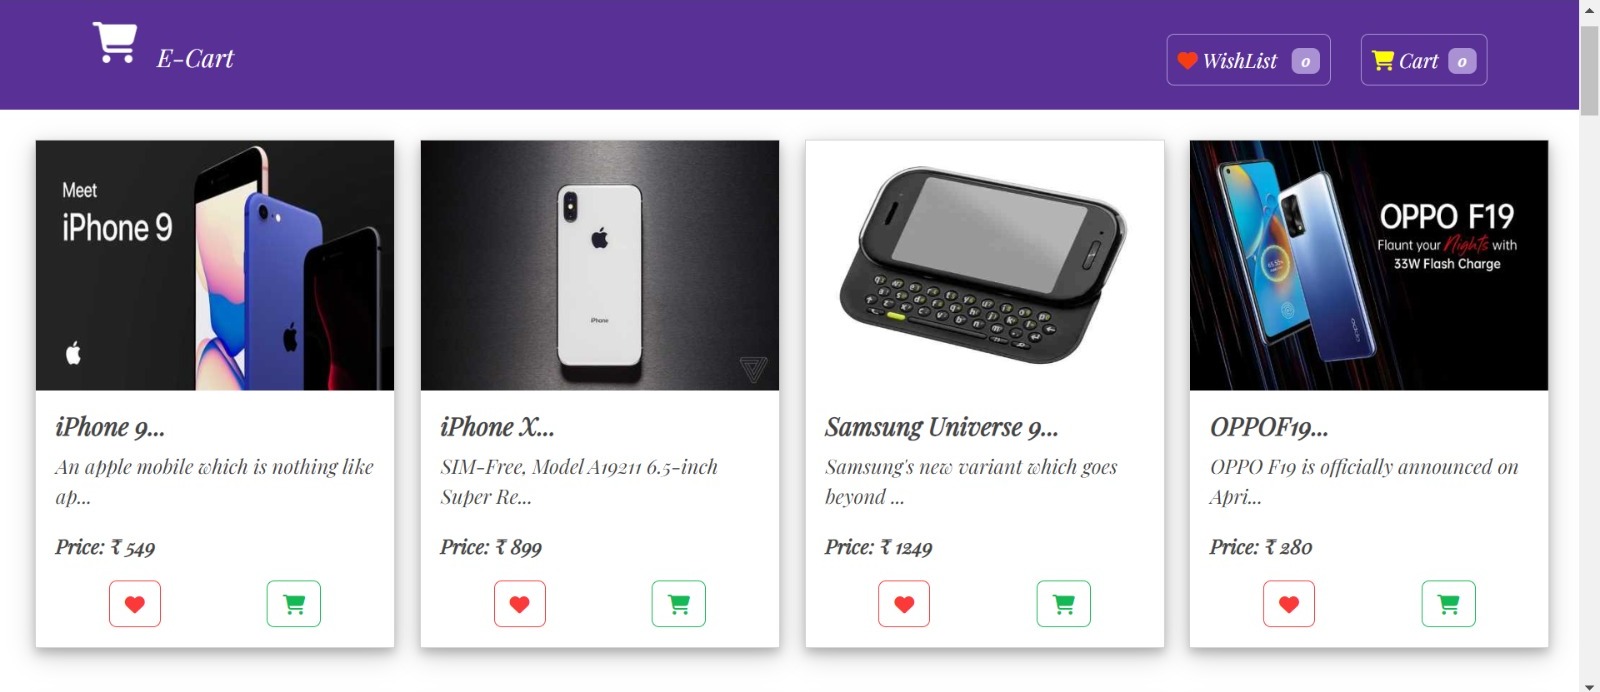 E-Cart
WishList 0
Cart 0
Meet
iPhone 9
iPhone
OPPO F19
Flaunt your Nights with
33W Flash Charge
iPhone 9...
An apple mobile which is nothing like
ap...
Price: ₹ 549
iPhone X...
SIM-Free, Model A19211 6.5-inch
Super Re...
Price: ₹ 899
Samsung Universe 9...
Samsung's new variant which goes
beyond ...
Price: ₹ 1249
OPPOF19...
OPPO F19 is officially announced on
Apri...
Price: ₹ 280